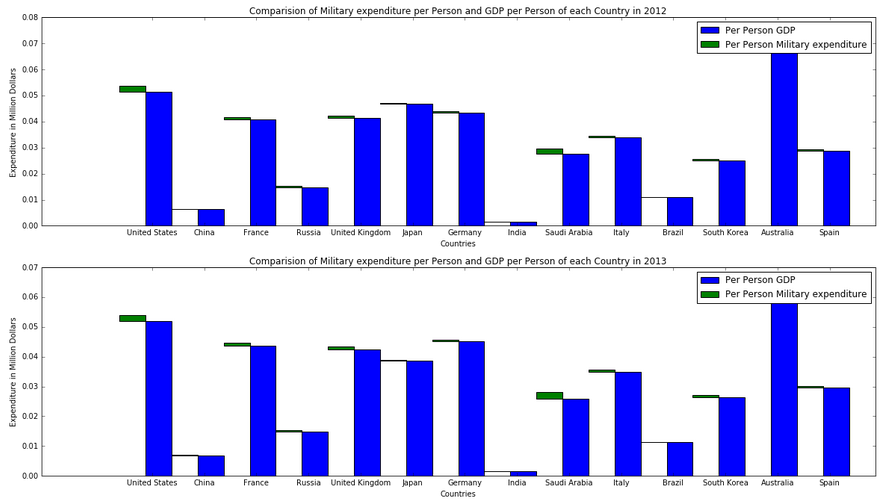 Comparision of Military expenditure per Person and GDP per Person of each Country in 2012
0.08
0.07
0.06
0.05
0.04
0.03
0.02
0.01
0.00
Expenditure in Million Dollars
Per Person GDP
Per Person Military expenditure
United States China France Russia United Kingdom Japan Germany India Saudi Arabia Italy Brazil South Korea Australia Spain
Countries
Comparision of Military expenditure per Person and GDP per Person of each Country in 2013
0.07
0.06
0.05
0.04
0.03
0.02
0.01
0.00
Expenditure in Million Dollars
Per Person GDP
Per Person Military expenditure
United States China France Russia United Kingdom Japan Germany India Saudi Arabia Italy Brazil South Korea Australia Spain
Countries